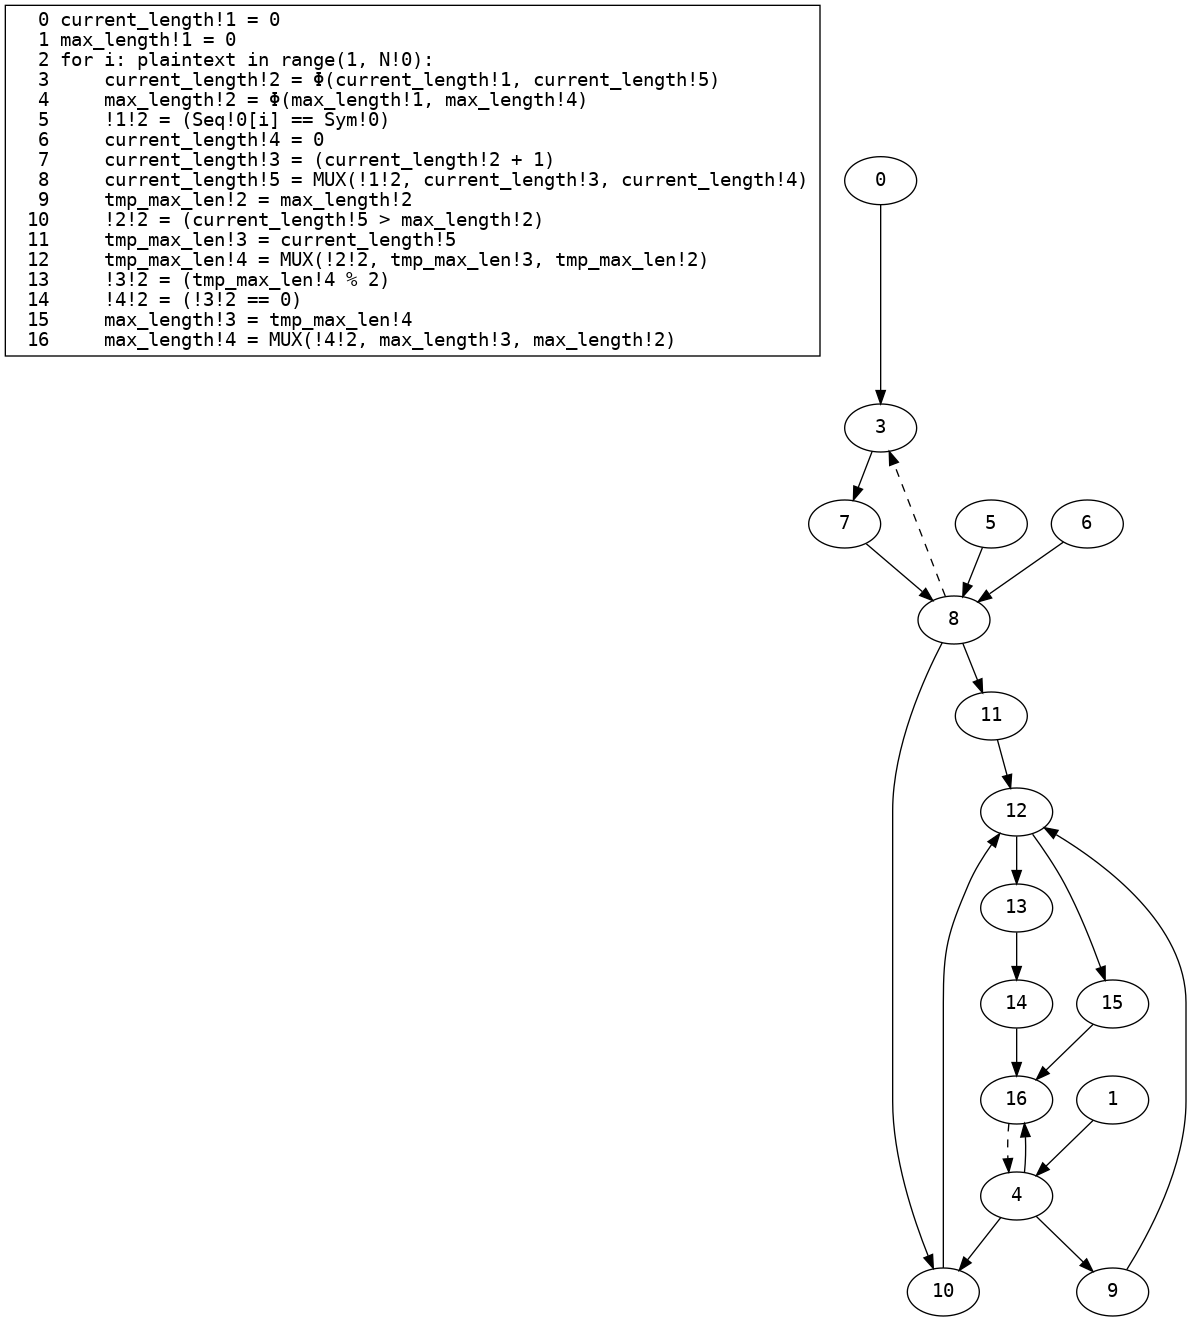 0 current_length!1 = 0
1 max_length!1 = 0
2 for i: plaintext in range(1, N!0):
3     current_length!2 = Φ(current_length!1, current_length!5)
4     max_length!2 = Φ(max_length!1, max_length!4)
5     !1!2 = (Seq!0[i] == Sym!0)
6     current_length!4 = 0
7     current_length!3 = (current_length!2 + 1)
8     current_length!5 = MUX(!1!2, current_length!3, current_length!4)
9     tmp_max_len!2 = max_length!2
10     !2!2 = (current_length!5 > max_length!2)
11     tmp_max_len!3 = current_length!5
12     tmp_max_len!4 = MUX(!2!2, tmp_max_len!3, tmp_max_len!2)
13     !3!2 = (tmp_max_len!4 % 2)
14     !4!2 = (!3!2 == 0)
15     max_length!3 = tmp_max_len!4
16     max_length!4 = MUX(!4!2, max_length!3, max_length!2)
0
3
7
5
6
8
11
12
13
14
15
16
1
4
10
9